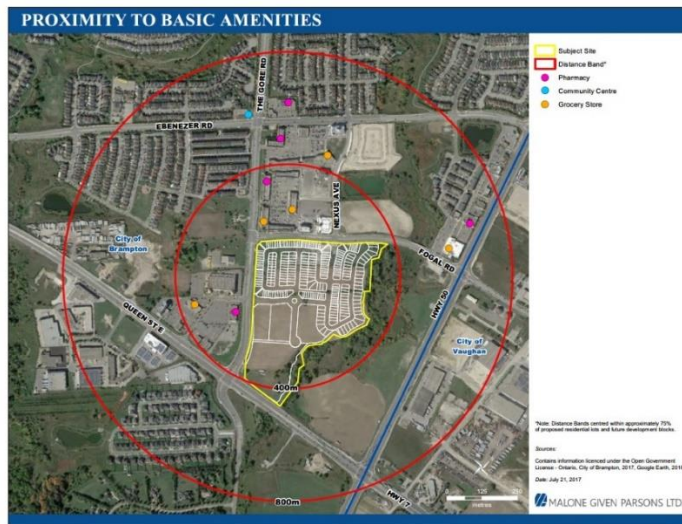 PROXIMITY TO BASIC AMENITIES
Subject Site
Distance Band*
Pharmacy
Community Centre
Grocery Store
THE GORE RD
EBENEZER RD
NEXUS AVE
City of
Brampton
FOGAL RD
HWY 50
QUEEN ST E
City of
Vaughan
400m
HWY 7
800m
125
metres
*Note: Distance Bands centred within approximately 75%
of proposed residential lots and future development blocks.
Sources:
Contains information licenced under the Open Government
License - Ontario, City of Brampton, 2017, Google Earth,
Date: July 21, 2017
MALONE GIVEN PARSONS LTD